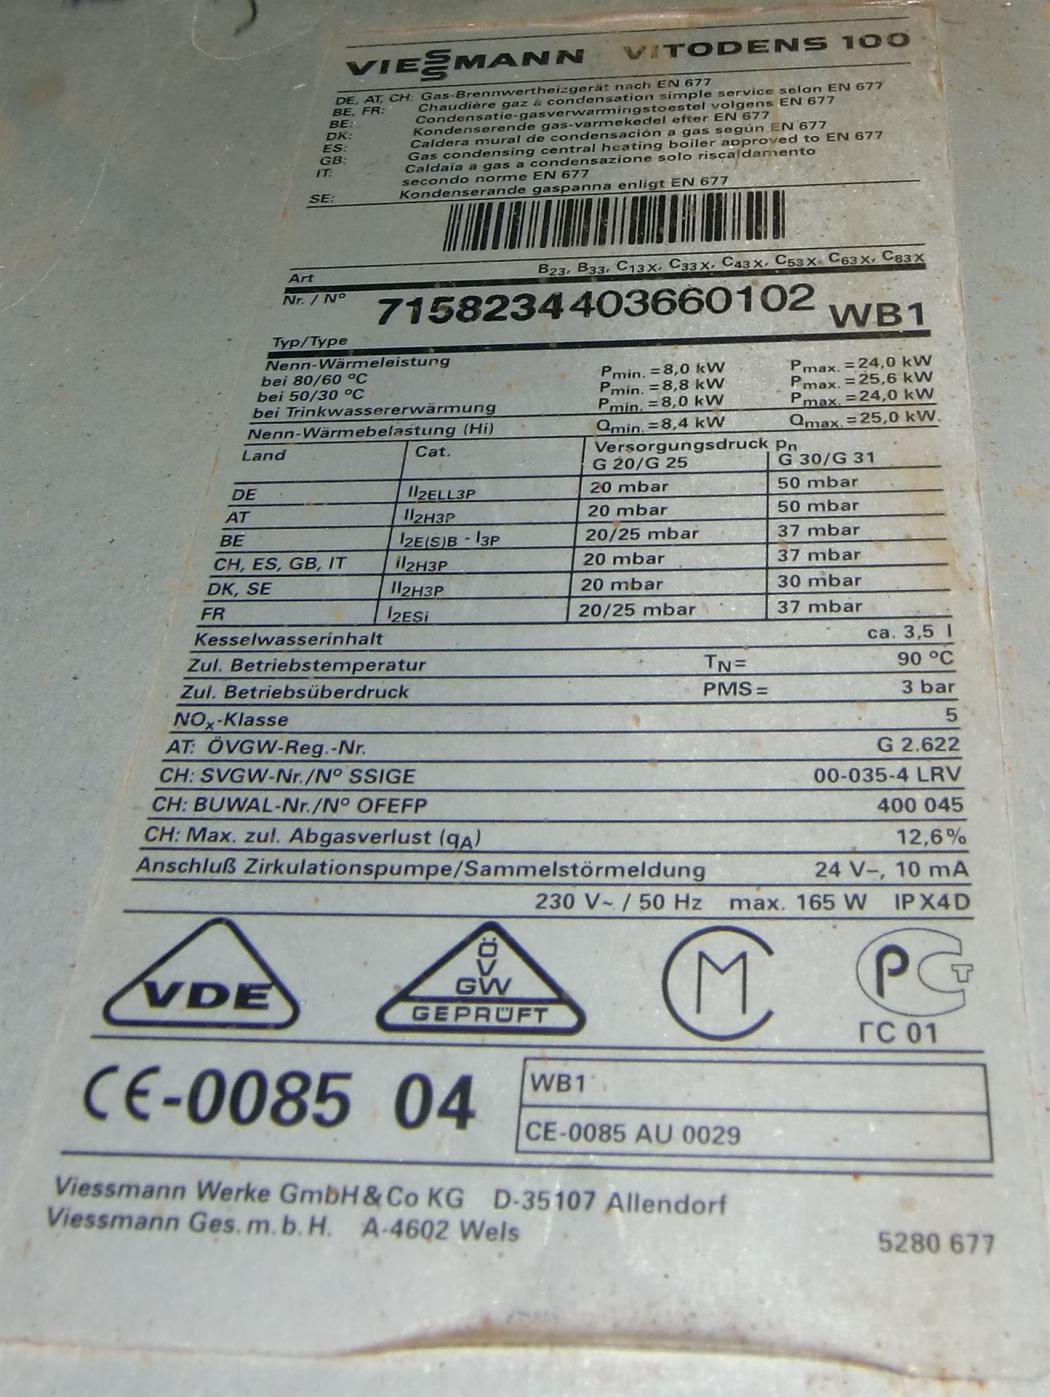 VIESSMANN VITODENS 100
DE, AT, CH: Gas-Brennwertheizgerät nach EN 677
BE, FR: Chaudière gaz à condensation simple service selon EN 677
BE: Condensatie-gasverwarmingstoestel volgens EN 677
DK: Kondenserende gas-varmekedel efter EN 677
ES: Caldera mural de condensación a gas según EN 677
GB: Gas condensing central heating boiler approved to EN 677
IT: Caldaia a gas a condensazione solo riscaldamento
secondo norme EN 677
SE: Kondenserande gaspanna enligt EN 677
Art B23, B33, C13X, C33X, C43X, C53X, C63X, C83X
Nr. / N° 7158234403660102
Typ/Type WB1
Nenn-Wärmeleistung
bei 80/60 °C Pmin. = 8,0 kW Pmax. = 24,0 kW
bei 50/30 °C Pmin. = 8,8 kW Pmax. = 25,6 kW
bei Trinkwassererwärmung Pmin. = 8,0 kW Pmax. = 24,0 kW
Nenn-Wärmebelastung (Hi) Qmin. = 8,4 kW Qmax. = 25,0 kW
Land Cat. Versorgungsdruck pn
G 20/G 25 G 30/G 31
DE II2ELL3P 20 mbar 50 mbar
AT II2H3P 20 mbar 50 mbar
BE I2E(S)B - I3P 20/25 mbar 37 mbar
CH, ES, GB, IT II2H3P 20 mbar 37 mbar
DK, SE II2H3P 20 mbar 30 mbar
FR I2ESi 20/25 mbar 37 mbar
Kesselwasserinhalt ca. 3,5 l
Zul. Betriebstemperatur TN= 90 °C
Zul. Betriebsüberdruck PMS= 3 bar
NOx-Klasse 5
AT: ÖVGW-Reg.-Nr. G 2.622
CH: SVGW-Nr./N° SSIGE 00-035-4 LRV
CH: BUWAL-Nr./N° OFEFP 400 045
CH: Max. zul. Abgasverlust (qA) 12,6%
Anschluß Zirkulationspumpe/Sammelstörmeldung 24 V–, 10 mA
230 V~ / 50 Hz max. 165 W IP X4D
VDE
ÖVGW
GEPRÜFT
M
РСТ
ГС 01
CE-0085 04
WB1
CE-0085 AU 0029
Viessmann Werke GmbH&Co KG D-35107 Allendorf
Viessmann Ges.m.b.H. A-4602 Wels
5280 677